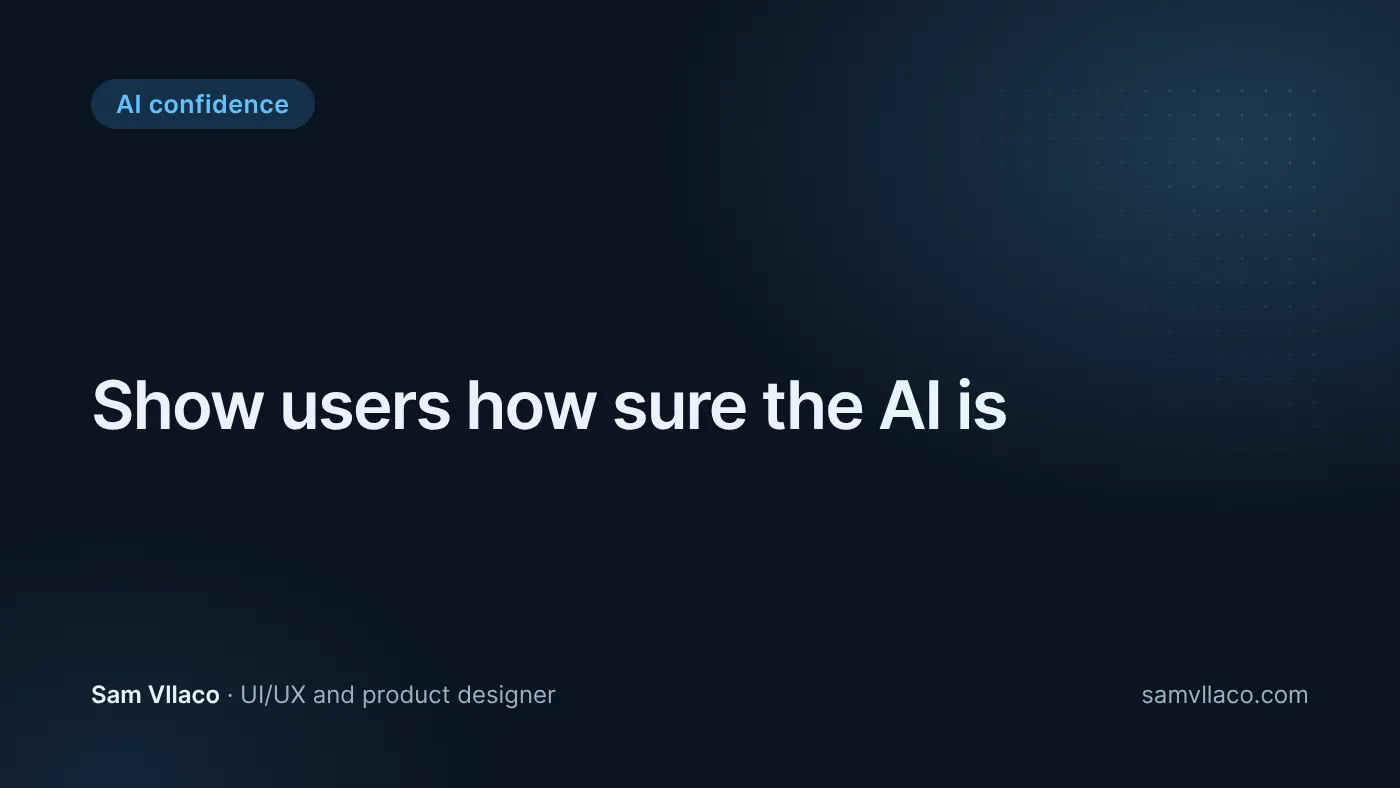 AI confidence
Show users how sure the AI is
Sam Vllaco · UI/UX and product designer
samvllaco.com